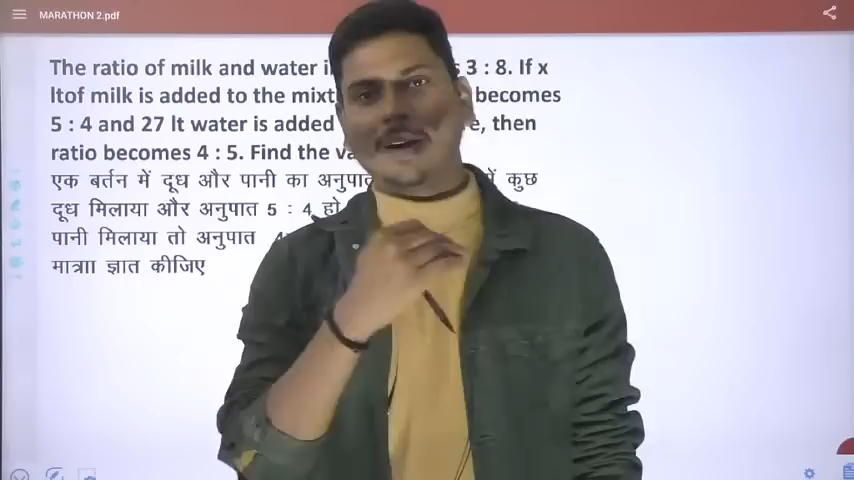 MARATHON 2.pdf
The ratio of milk and water i 3 : 8. If x
ltof milk is added to the mixt becomes
5 : 4 and 27 lt water is added e, then
ratio becomes 4 : 5. Find the va
एक बर्तन में दूध और पानी का अनुपात में कुछ
दूध मिलाया और अनुपात 5 : 4 हो
पानी मिलाया तो अनुपात 4
मात्राा ज्ञात कीजिए